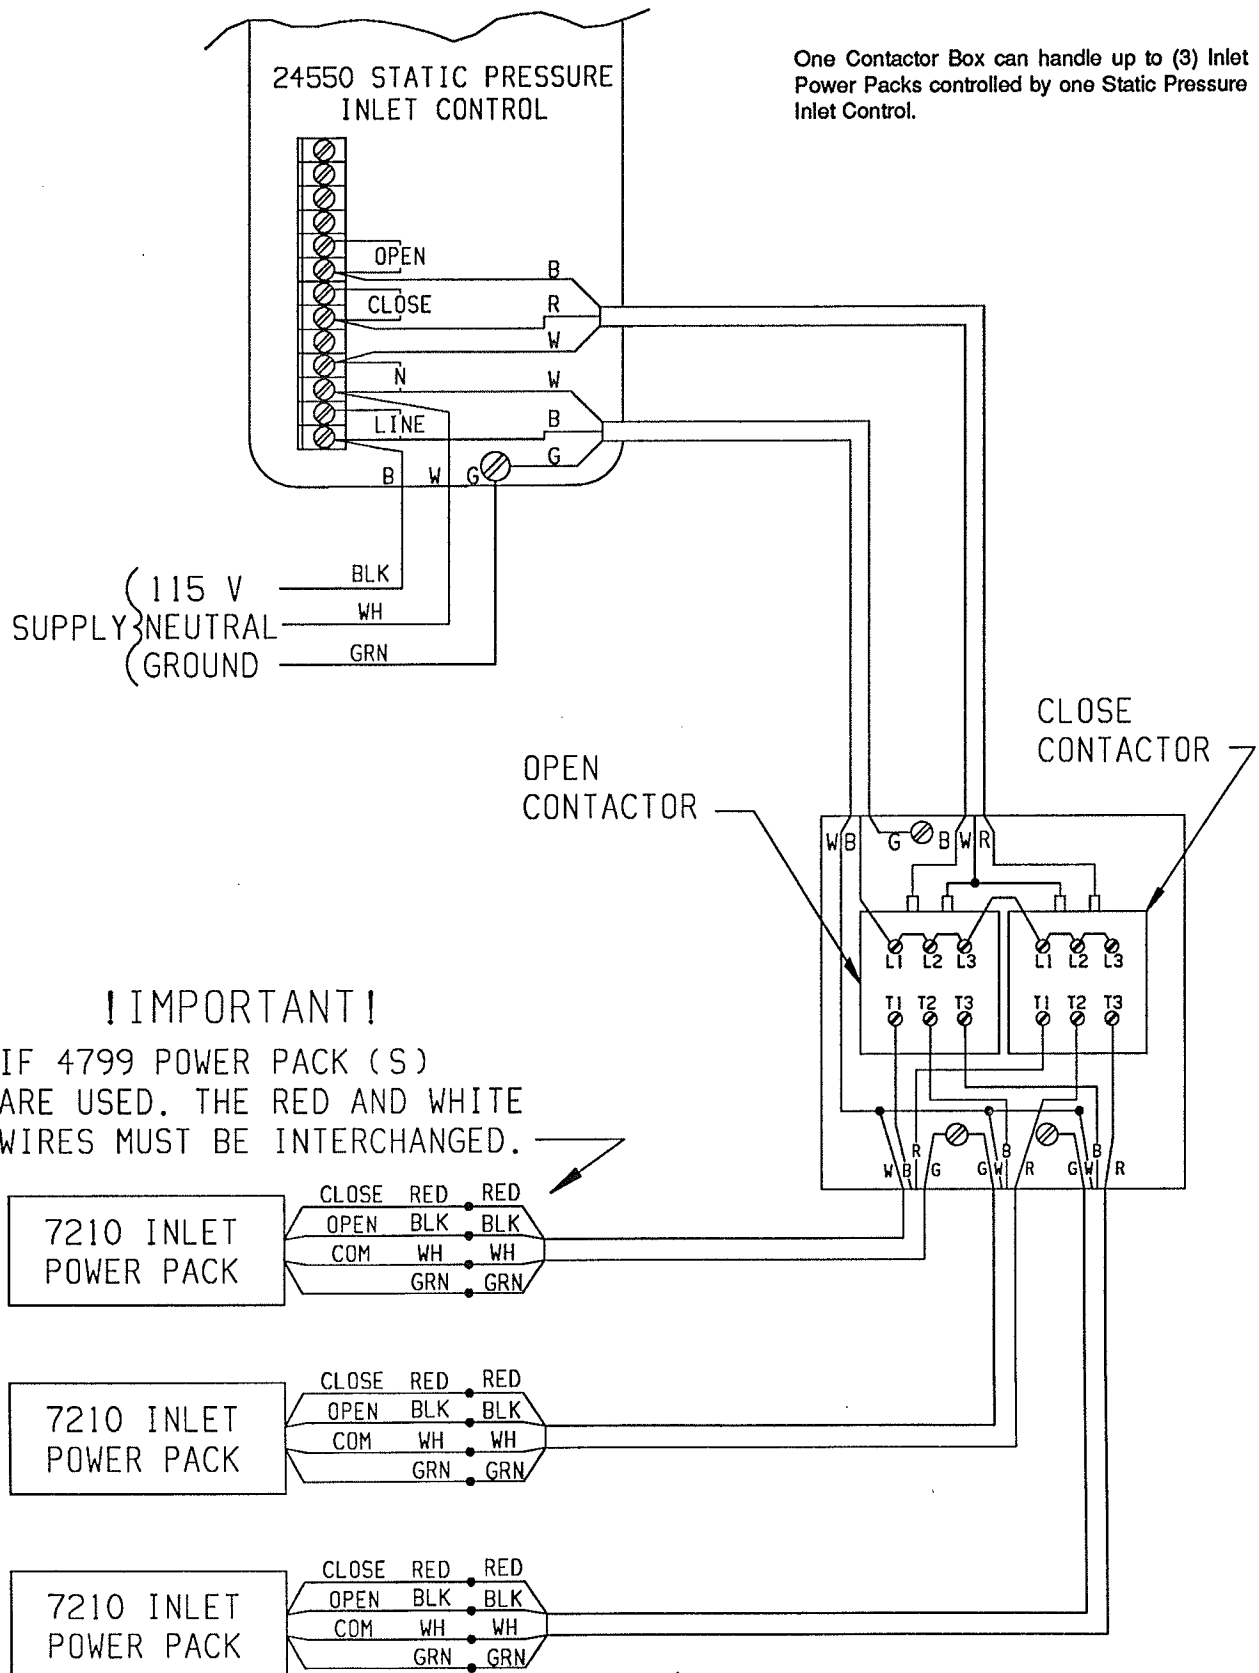 One Contactor Box can handle up to (3) Inlet
Power Packs controlled by one Static Pressure
Inlet Control.
24550 STATIC PRESSURE
INLET CONTROL
OPEN
B
CLOSE
R
W
N
W
LINE
B
G
B W G
SUPPLY
115 V BLK
NEUTRAL WH
GROUND GRN
CLOSE
CONTACTOR
OPEN
CONTACTOR
W B G B W R
L1 L2 L3 L1 L2 L3
T1 T2 T3 T1 T2 T3
R B B
W B G G W R G W R
!IMPORTANT!
IF 4799 POWER PACK (S)
ARE USED. THE RED AND WHITE
WIRES MUST BE INTERCHANGED.
7210 INLET
POWER PACK
CLOSE RED RED
OPEN BLK BLK
COM WH WH
GRN GRN
7210 INLET
POWER PACK
CLOSE RED RED
OPEN BLK BLK
COM WH WH
GRN GRN
7210 INLET
POWER PACK
CLOSE RED RED
OPEN BLK BLK
COM WH WH
GRN GRN